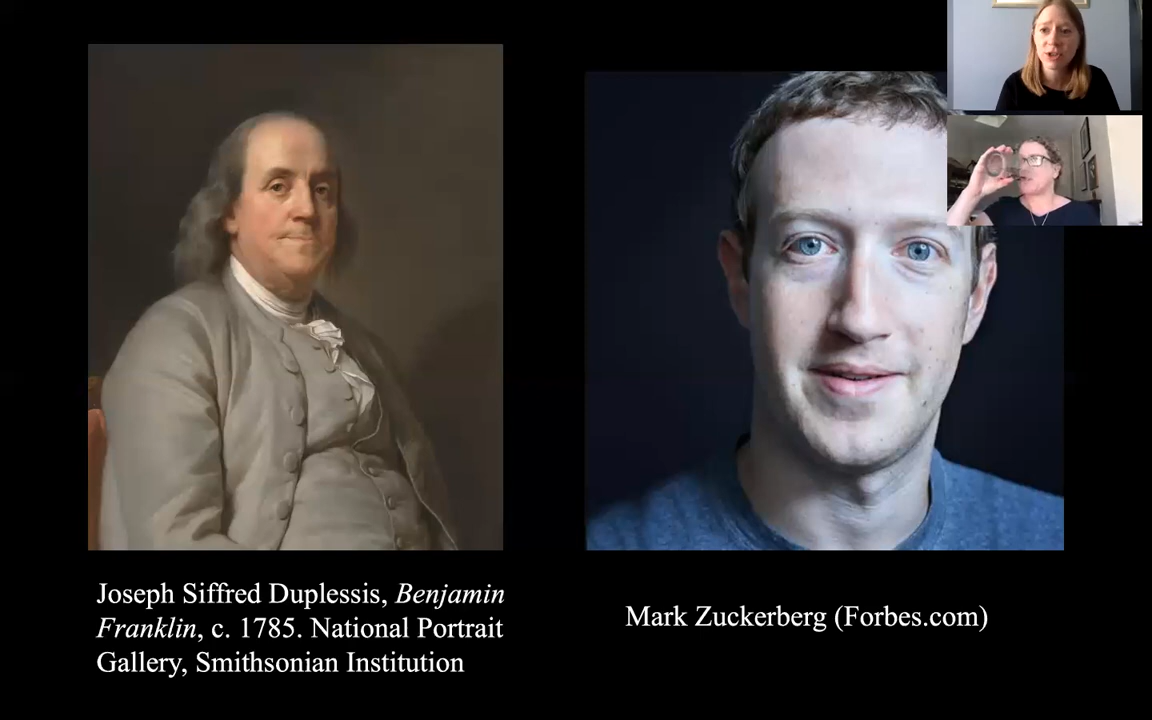 Joseph Siffred Duplessis, Benjamin
Franklin, c. 1785. National Portrait
Gallery, Smithsonian Institution
Mark Zuckerberg (Forbes.com)